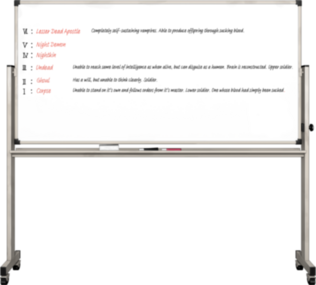 VI : Lesser Dead Apostle Completely self sustaining vampires. Able to produce offspring through sucking blood.
V : Night Demon
IV : Nightkin
III : Undead Unable to reach same level of intelligence as when alive, but can disguise as a human. Brain is reconstructed. Upper soldier
II : Ghoul Has a will, but unable to think clearly. Soldier.
I : Corpse Unable to stand on it's own and follows orders from it's master. Lower soldier. One whose blood had simply been sucked.